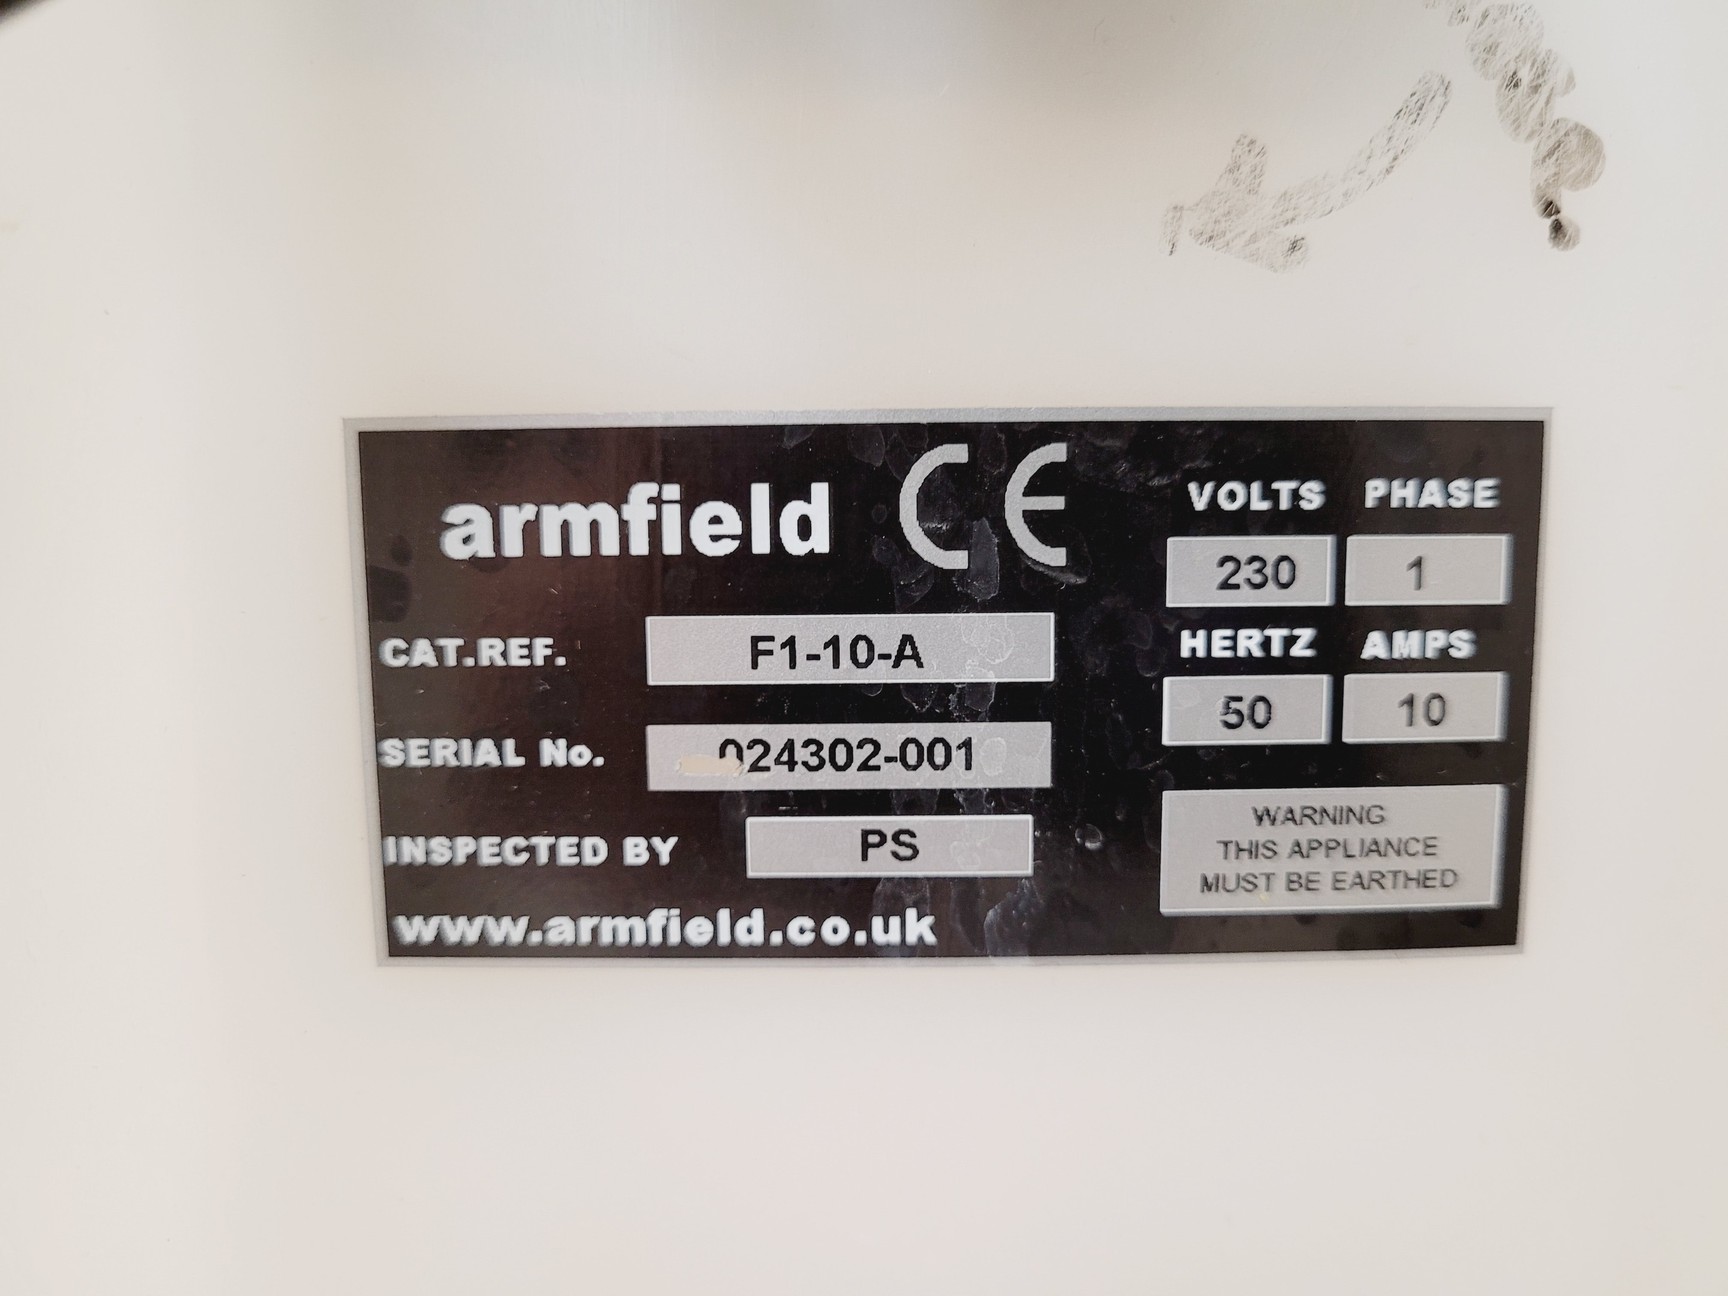 armfield CE
VOLTS PHASE
230 1
CAT.REF. F1-10-A
HERTZ AMPS
50 10
SERIAL No. 024302-001
INSPECTED BY PS
WARNING
THIS APPLIANCE
MUST BE EARTHED
www.armfield.co.uk